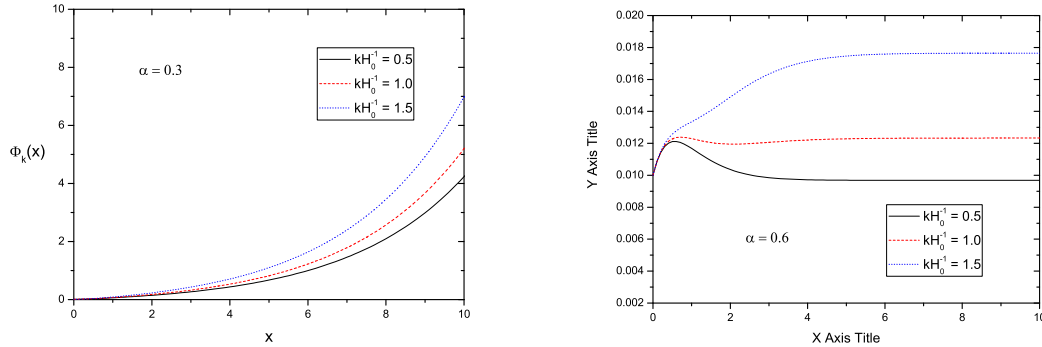 10
8
6
4
2
0
Φk(x)
α = 0.3
kH0-1 = 0.5
kH0-1 = 1.0
kH0-1 = 1.5
0 2 4 6 8 10
x
0.020
0.018
0.016
0.014
0.012
0.010
0.008
0.006
0.004
0.002
Y Axis Title
α = 0.6
kH0-1 = 0.5
kH0-1 = 1.0
kH0-1 = 1.5
0 2 4 6 8 10
X Axis Title